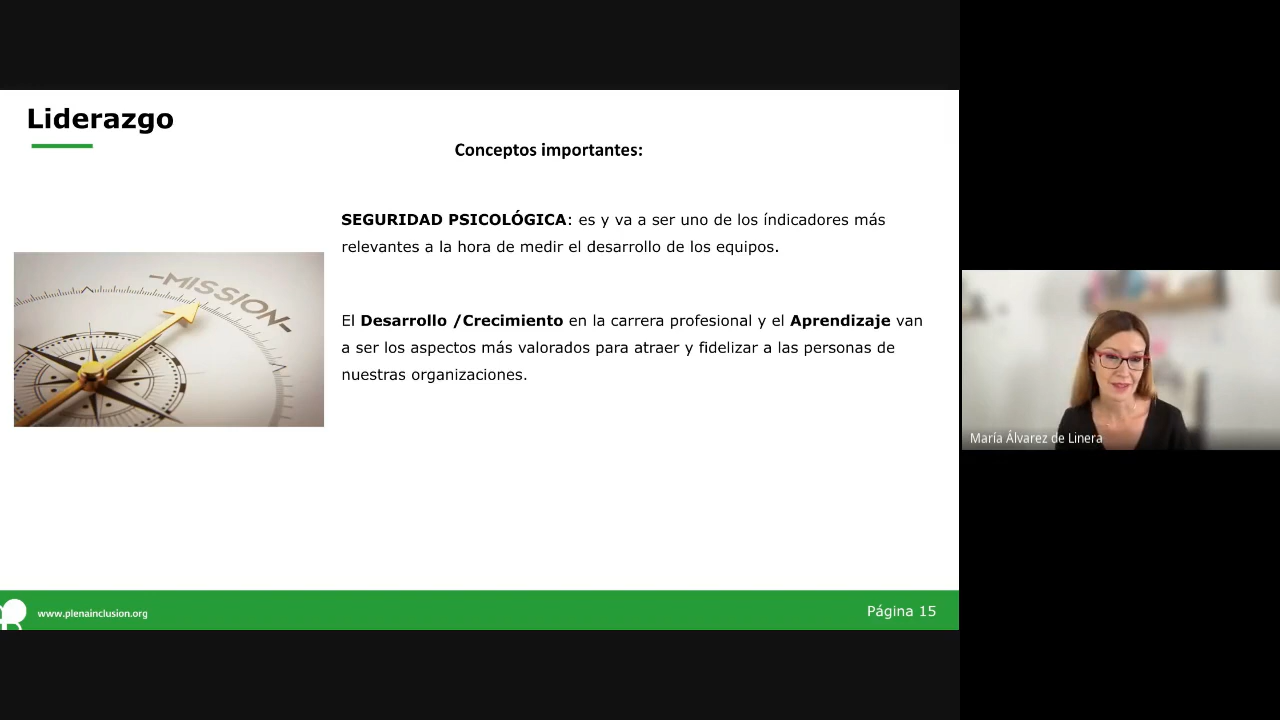 Liderazgo
Conceptos importantes:
SEGURIDAD PSICOLÓGICA: es y va a ser uno de los índicadores más
relevantes a la hora de medir el desarrollo de los equipos.
-MISSION-
El Desarrollo /Crecimiento en la carrera profesional y el Aprendizaje van
a ser los aspectos más valorados para atraer y fidelizar a las personas de
nuestras organizaciones.
María Álvarez de Linera
www.plenainclusion.org
Página 15